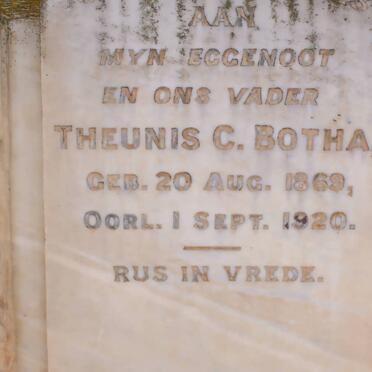 AAN
MYN EGGENOOT
EN ONS VADER
THEUNIS C. BOTHA
GEB. 20 AUG. 1869,
OORL. 1 SEPT. 1920.
RUS IN VREDE.